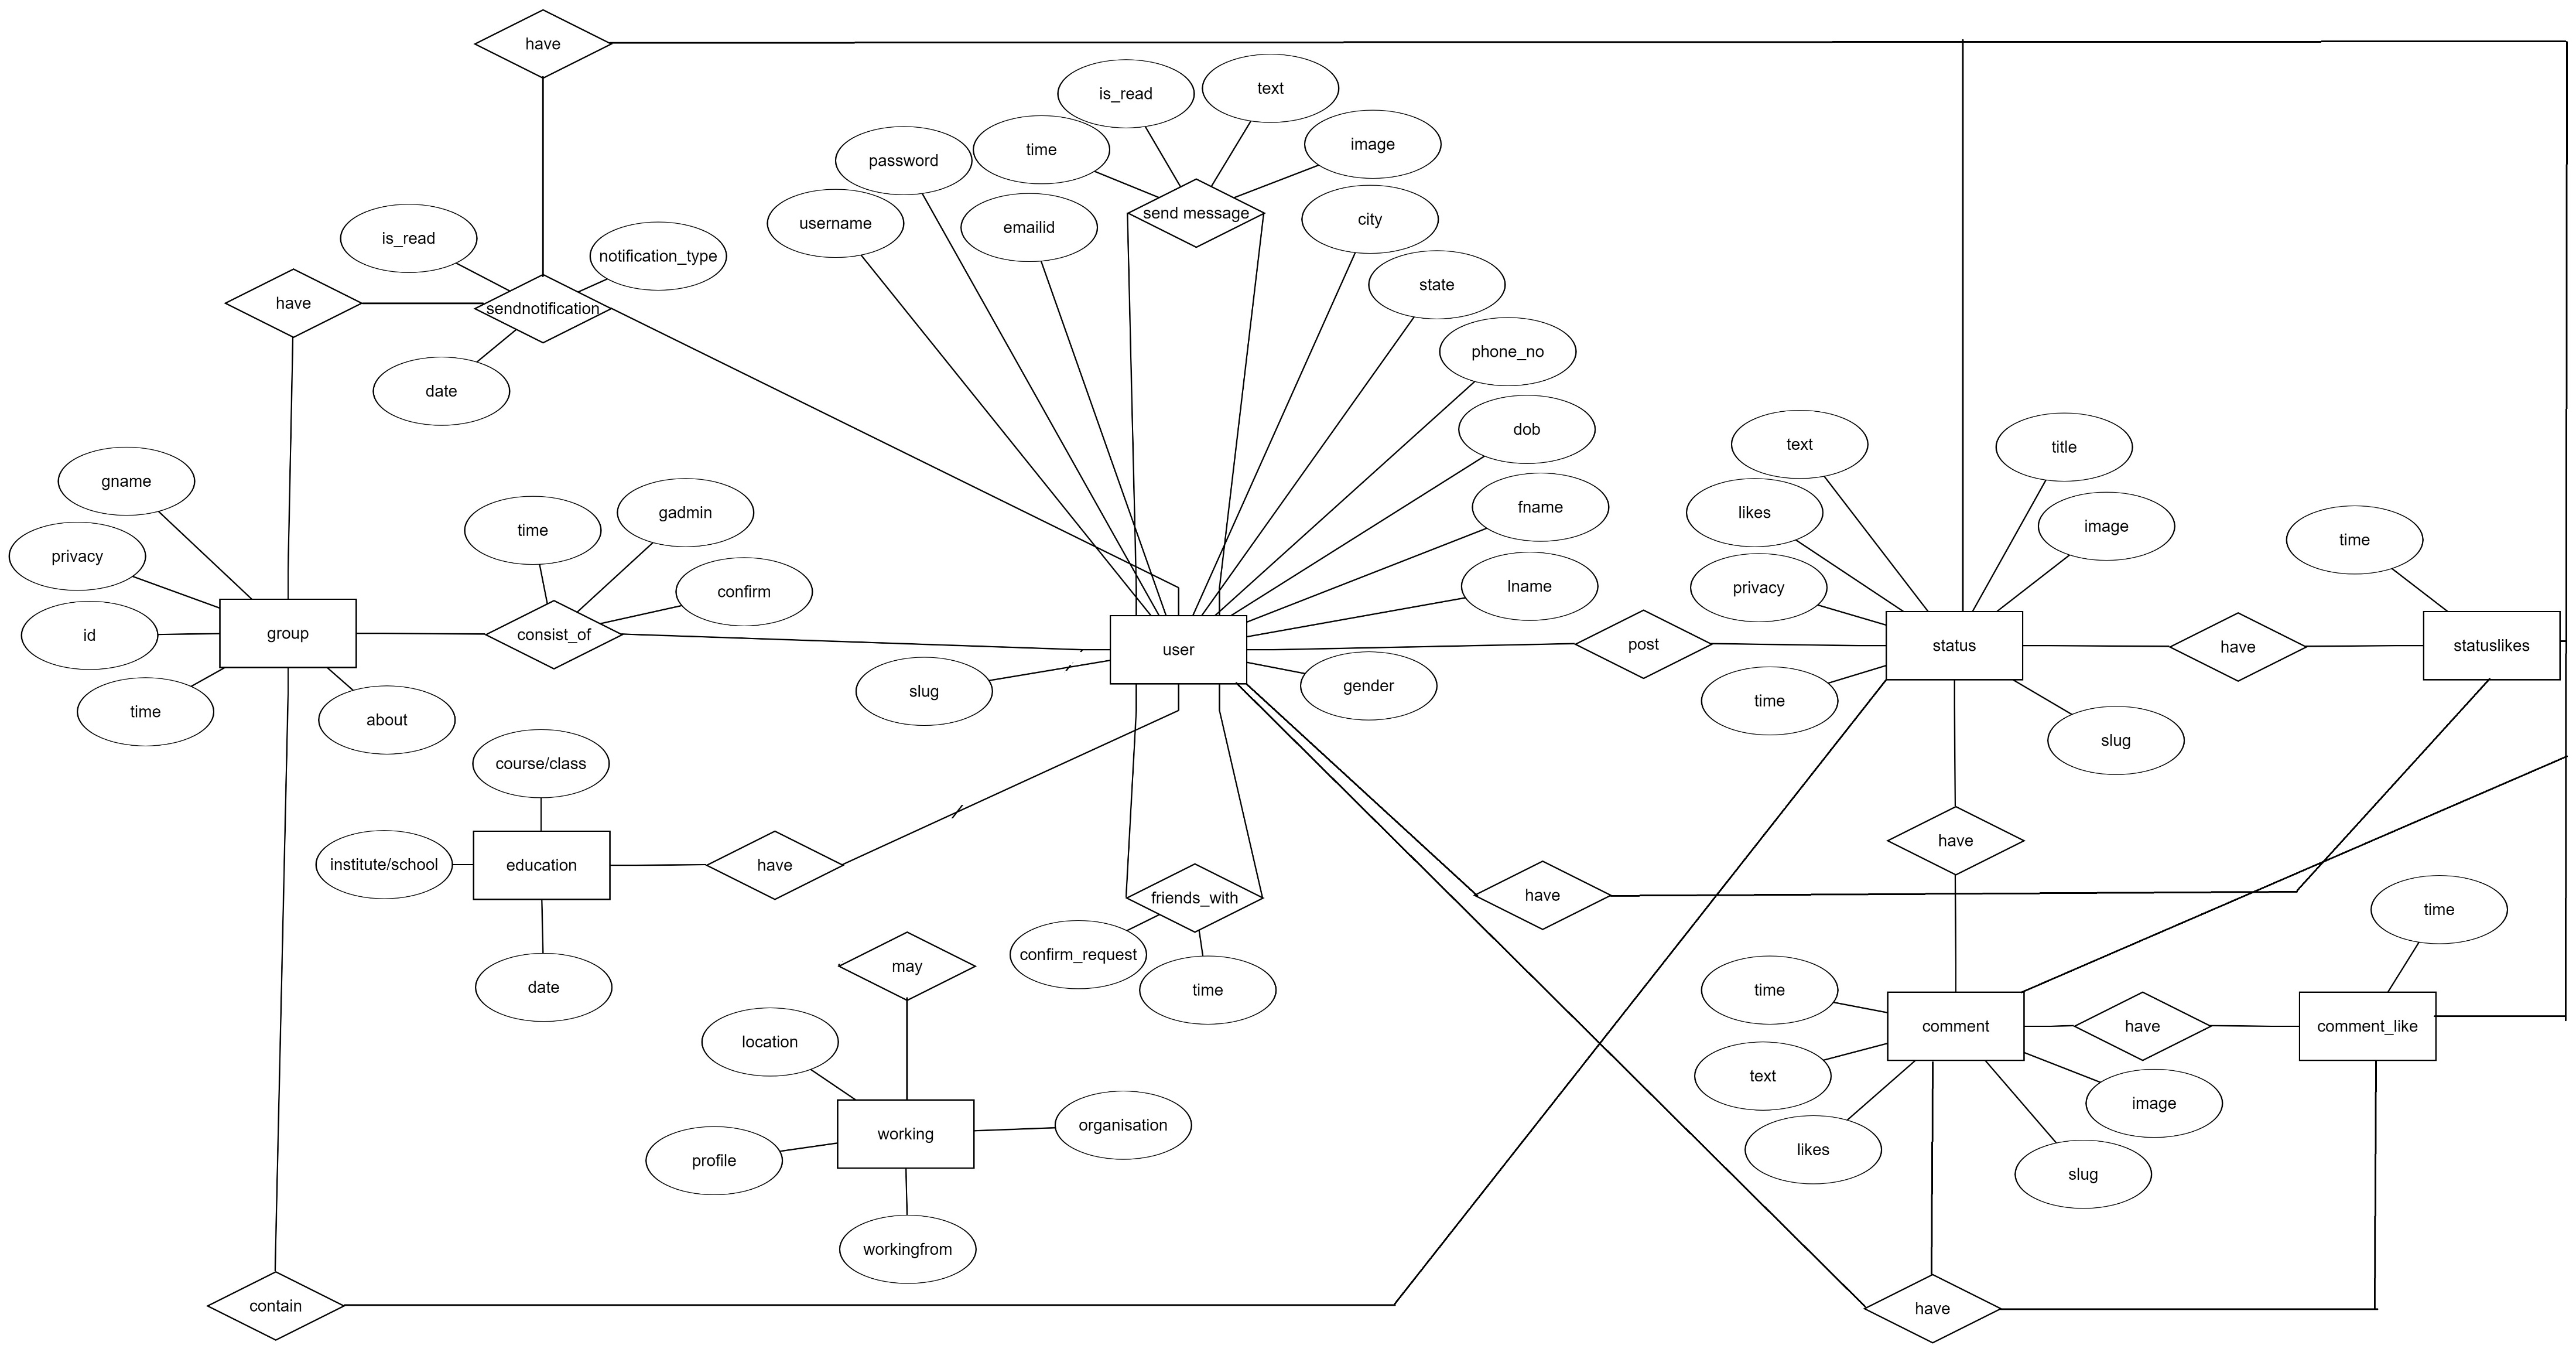 have
is_read
text
time
image
password
send message
username
emailid
city
is_read
notification_type
state
have
sendnotification
phone_no
date
dob
text
title
gname
time
gadmin
fname
likes
image
time
privacy
confirm
lname
privacy
id
group
consist_of
user
post
status
have
statuslikes
slug
gender
time
time
about
slug
course/class
have
institute/school
education
have
friends_with
have
time
confirm_request
may
date
time
time
location
comment
have
comment_like
text
image
organisation
working
profile
likes
slug
workingfrom
contain
have